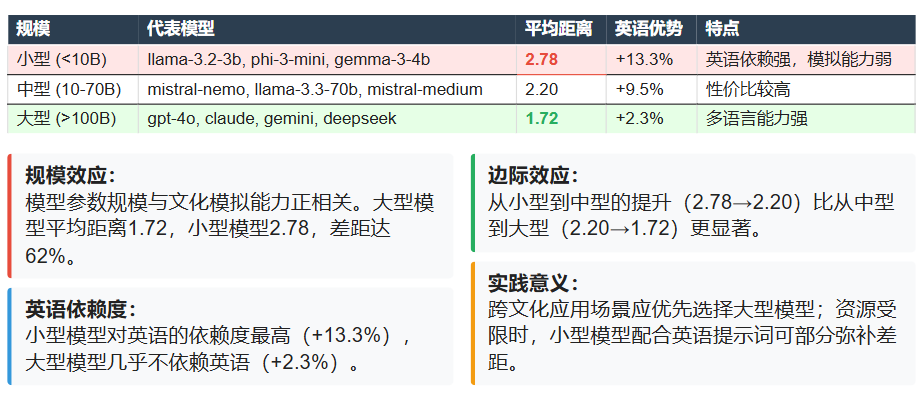 规模 代表模型 平均距离 英语优势 特点
小型 (<10B) llama-3.2-3b, phi-3-mini, gemma-3-4b 2.78 +13.3% 英语依赖强，模拟能力弱
中型 (10-70B) mistral-nemo, llama-3.3-70b, mistral-medium 2.20 +9.5% 性价比较高
大型 (>100B) gpt-4o, claude, gemini, deepseek 1.72 +2.3% 多语言能力强
规模效应：
模型参数规模与文化模拟能力正相关。大型模
型平均距离1.72，小型模型2.78，差距达
62%。
英语依赖度：
小型模型对英语的依赖度最高（+13.3%），
大型模型几乎不依赖英语（+2.3%）。
边际效应：
从小型到中型的提升（2.78→2.20）比从中型
到大型（2.20→1.72）更显著。
实践意义：
跨文化应用场景应优先选择大型模型；资源受
限时，小型模型配合英语提示词可部分弥补差
距。